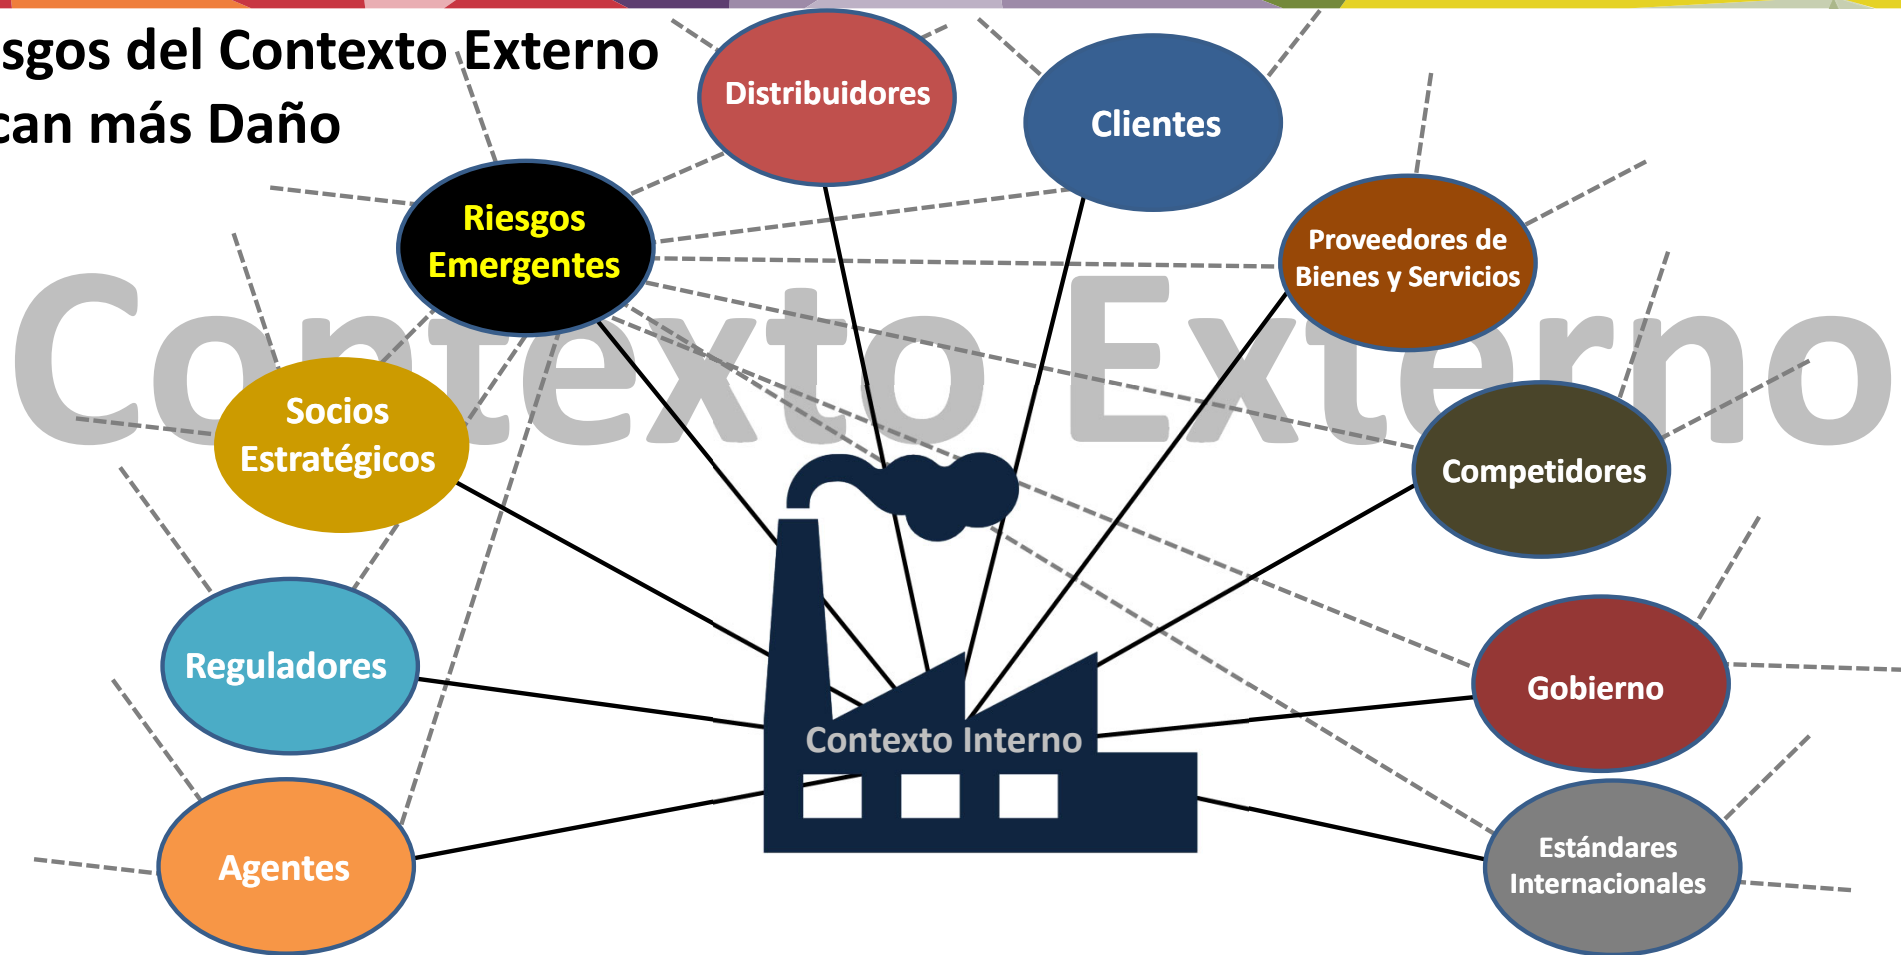 sgos del Contexto Externo
can más Daño
Distribuidores
Clientes
Riesgos
Emergentes
Proveedores de
Bienes y Servicios
Contexto Externo
Socios
Estratégicos
Competidores
Reguladores
Gobierno
Contexto Interno
Agentes
Estándares
Internacionales